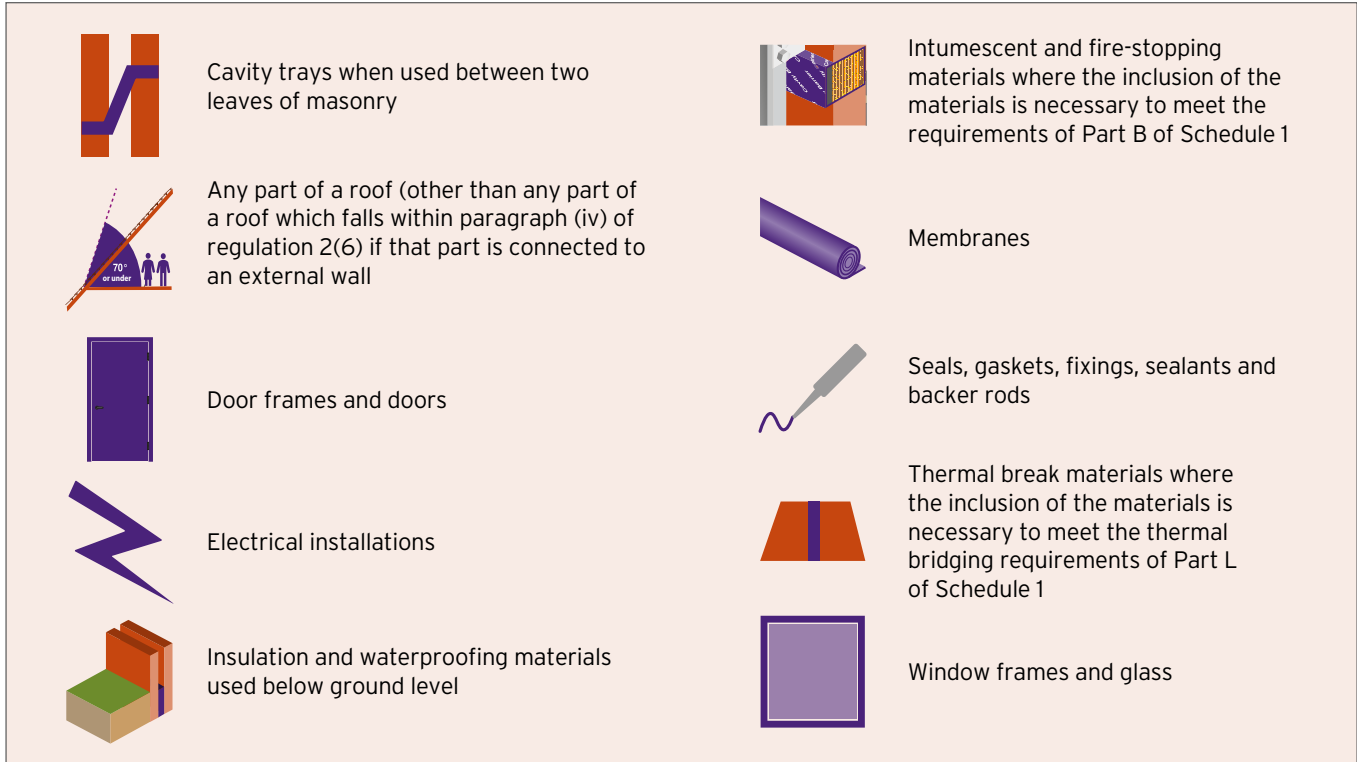 Cavity trays when used between two
leaves of masonry
Any part of a roof (other than any part of
a roof which falls within paragraph (iv) of
regulation 2(6) if that part is connected to
an external wall
70°
or under
Door frames and doors
Electrical installations
Insulation and waterproofing materials
used below ground level
Intumescent and fire-stopping
materials where the inclusion of the
materials is necessary to meet the
requirements of Part B of Schedule 1
Membranes
Seals, gaskets, fixings, sealants and
backer rods
Thermal break materials where
the inclusion of the materials is
necessary to meet the thermal
bridging requirements of Part L
of Schedule 1
Window frames and glass